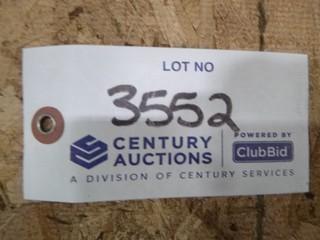 LOT NO
3552
CENTURY AUCTIONS
POWERED BY
ClubBid
A DIVISION OF CENTURY SERVICES